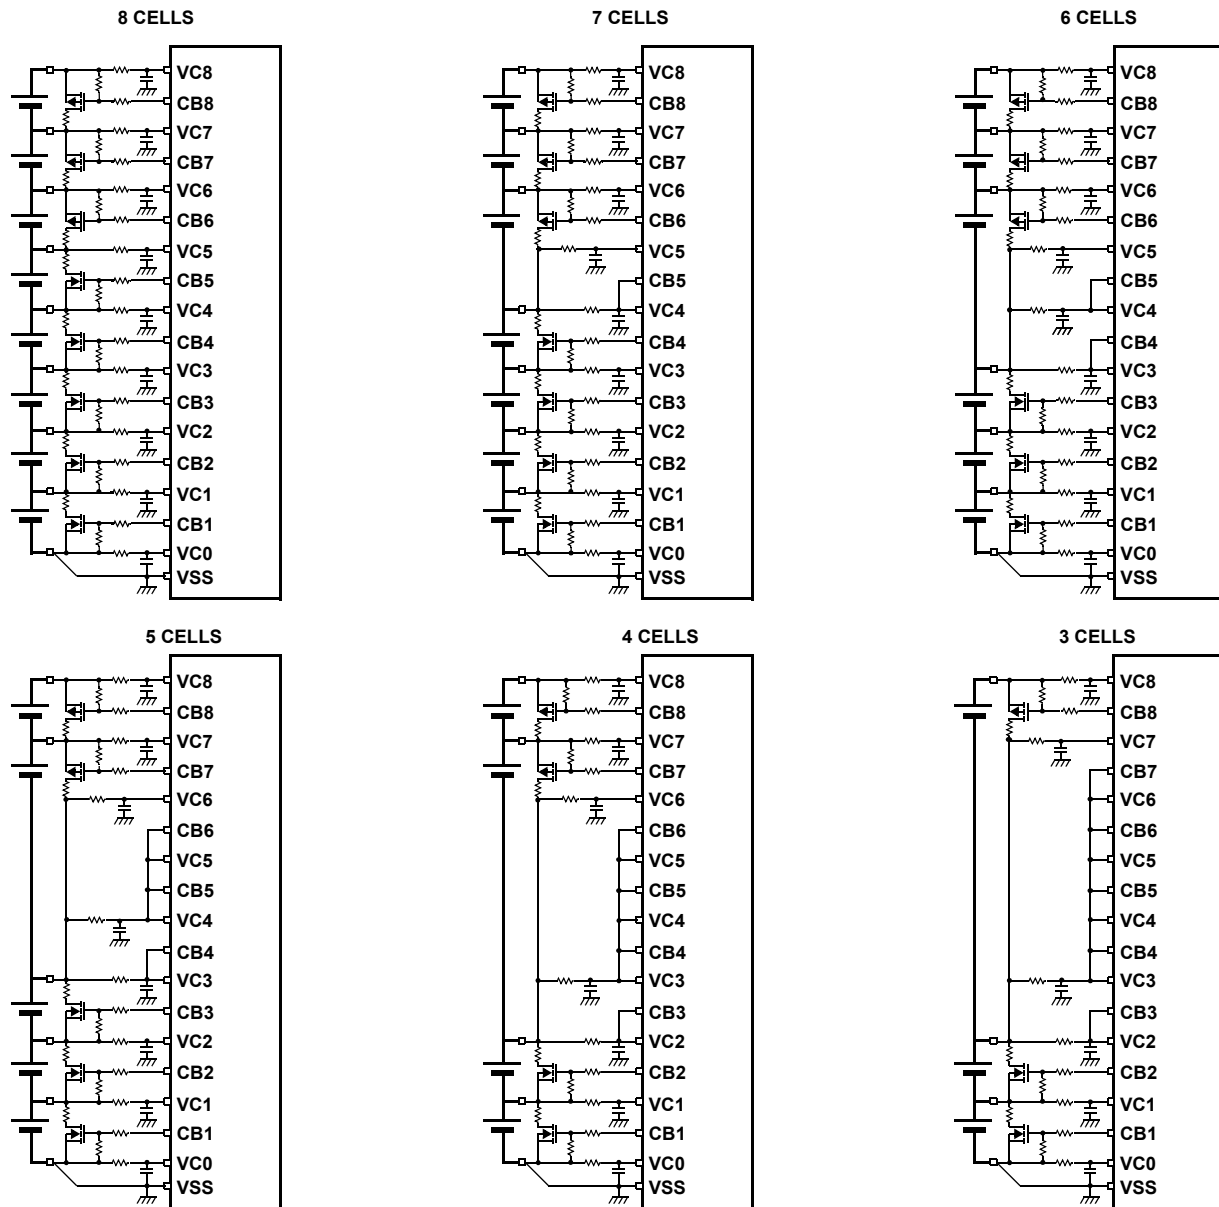 8 CELLS
VC8
CB8
VC7
CB7
VC6
CB6
VC5
CB5
VC4
CB4
VC3
CB3
VC2
CB2
VC1
CB1
VC0
VSS
7 CELLS
VC8
CB8
VC7
CB7
VC6
CB6
VC5
CB5
VC4
CB4
VC3
CB3
VC2
CB2
VC1
CB1
VC0
VSS
6 CELLS
VC8
CB8
VC7
CB7
VC6
CB6
VC5
CB5
VC4
CB4
VC3
CB3
VC2
CB2
VC1
CB1
VC0
VSS
5 CELLS
VC8
CB8
VC7
CB7
VC6
CB6
VC5
CB5
VC4
CB4
VC3
CB3
VC2
CB2
VC1
CB1
VC0
VSS
4 CELLS
VC8
CB8
VC7
CB7
VC6
CB6
VC5
CB5
VC4
CB4
VC3
CB3
VC2
CB2
VC1
CB1
VC0
VSS
3 CELLS
VC8
CB8
VC7
CB7
VC6
CB6
VC5
CB5
VC4
CB4
VC3
CB3
VC2
CB2
VC1
CB1
VC0
VSS